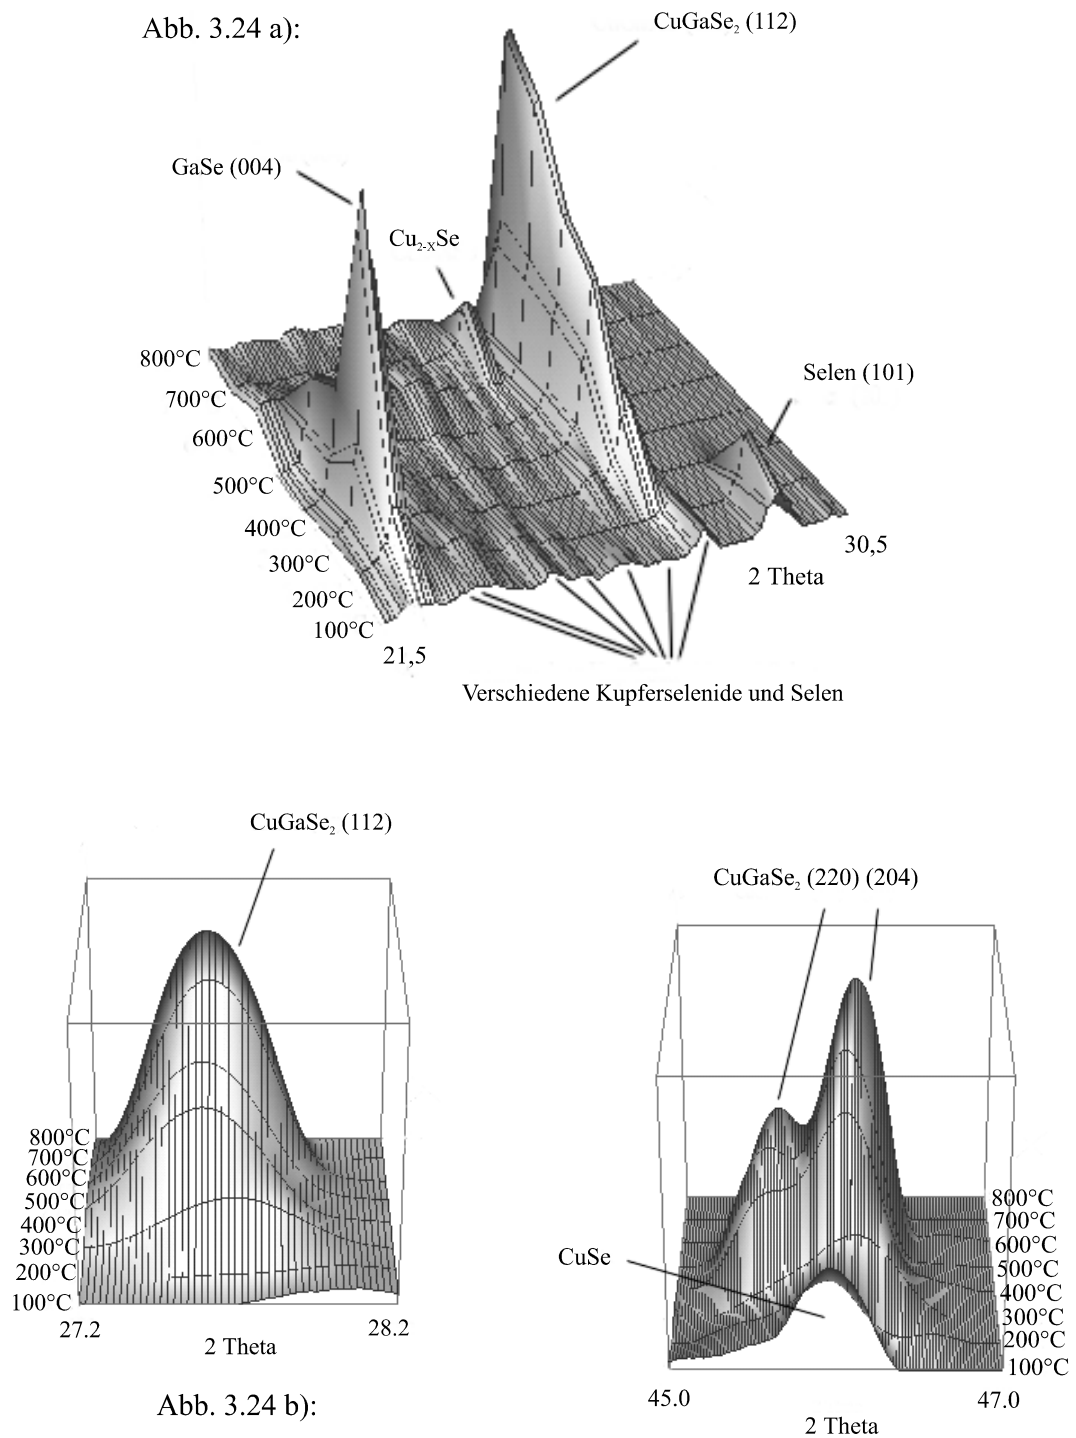 Abb. 3.24 a):
CuGaSe₂ (112)
GaSe (004)
Cu₂₋ₓSe
Selen (101)
800°C
700°C
600°C
500°C
400°C
300°C
200°C
100°C
21,5
30,5
2 Theta
Verschiedene Kupferselenide und Selen
CuGaSe₂ (112)
800°C
700°C
600°C
500°C
400°C
300°C
200°C
100°C
27.2
28.2
2 Theta
CuGaSe₂ (220) (204)
CuSe
800°C
700°C
600°C
500°C
400°C
300°C
200°C
100°C
45.0
47.0
2 Theta
Abb. 3.24 b):